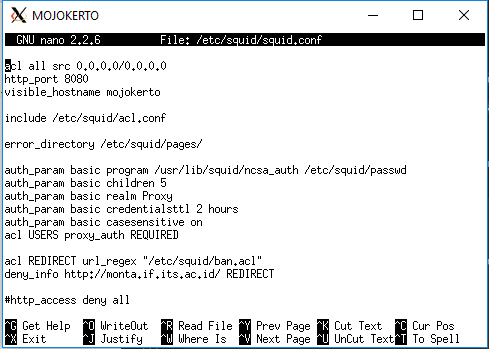 MOJOKERTO
GNU nano 2.2.6 File: /etc/squid/squid.conf
acl all src 0.0.0.0/0.0.0.0
http_port 8080
visible_hostname mojokerto
include /etc/squid/acl.conf
error_directory /etc/squid/pages/
auth_param basic program /usr/lib/squid/ncsa_auth /etc/squid/passwd
auth_param basic children 5
auth_param basic realm Proxy
auth_param basic credentialsttl 2 hours
auth_param basic casesensitive on
acl USERS proxy_auth REQUIRED
acl REDIRECT url_regex "/etc/squid/ban.acl"
deny_info http://monta.if.its.ac.id/ REDIRECT
#http_access deny all
^G Get Help ^O WriteOut ^R Read File ^Y Prev Page ^K Cut Text ^C Cur Pos
^X Exit ^J Justify ^W Where Is ^V Next Page ^U UnCut Text ^T To Spell